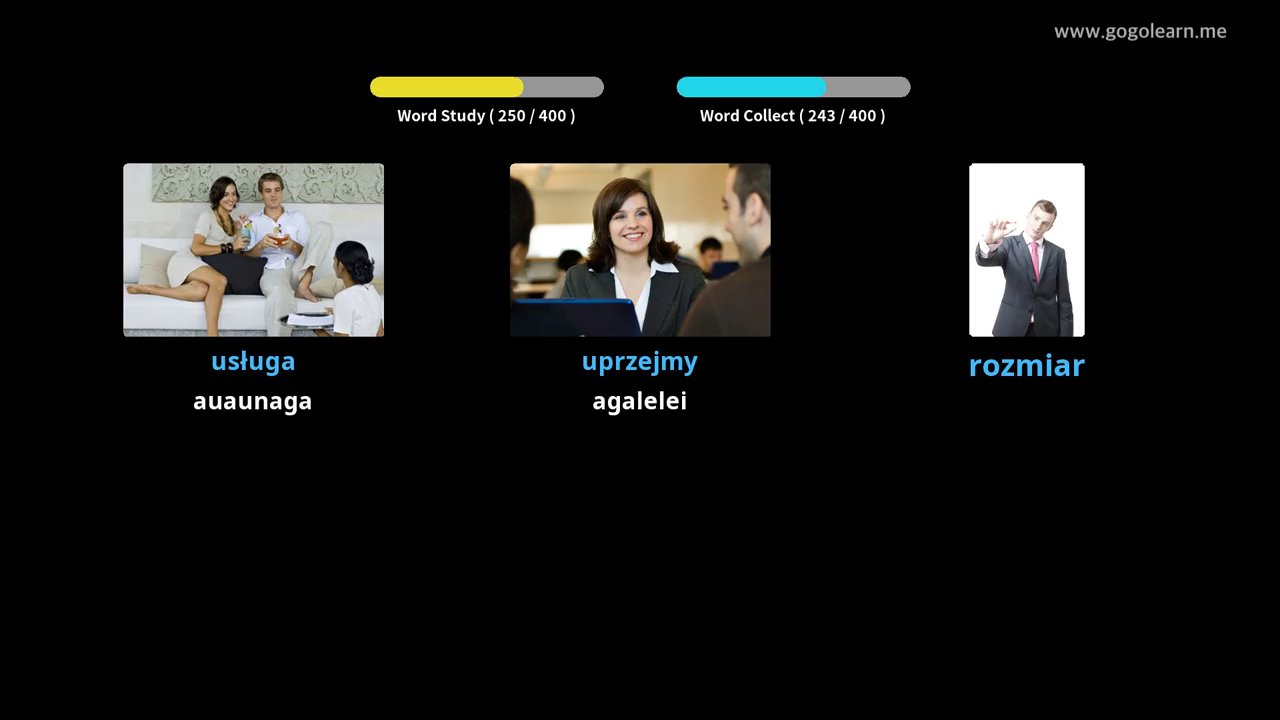 www.gogolearn.me
Word Study ( 250 / 400 )
Word Collect ( 243 / 400 )
usługa
auaunaga
uprzejmy
agalelei
rozmiar